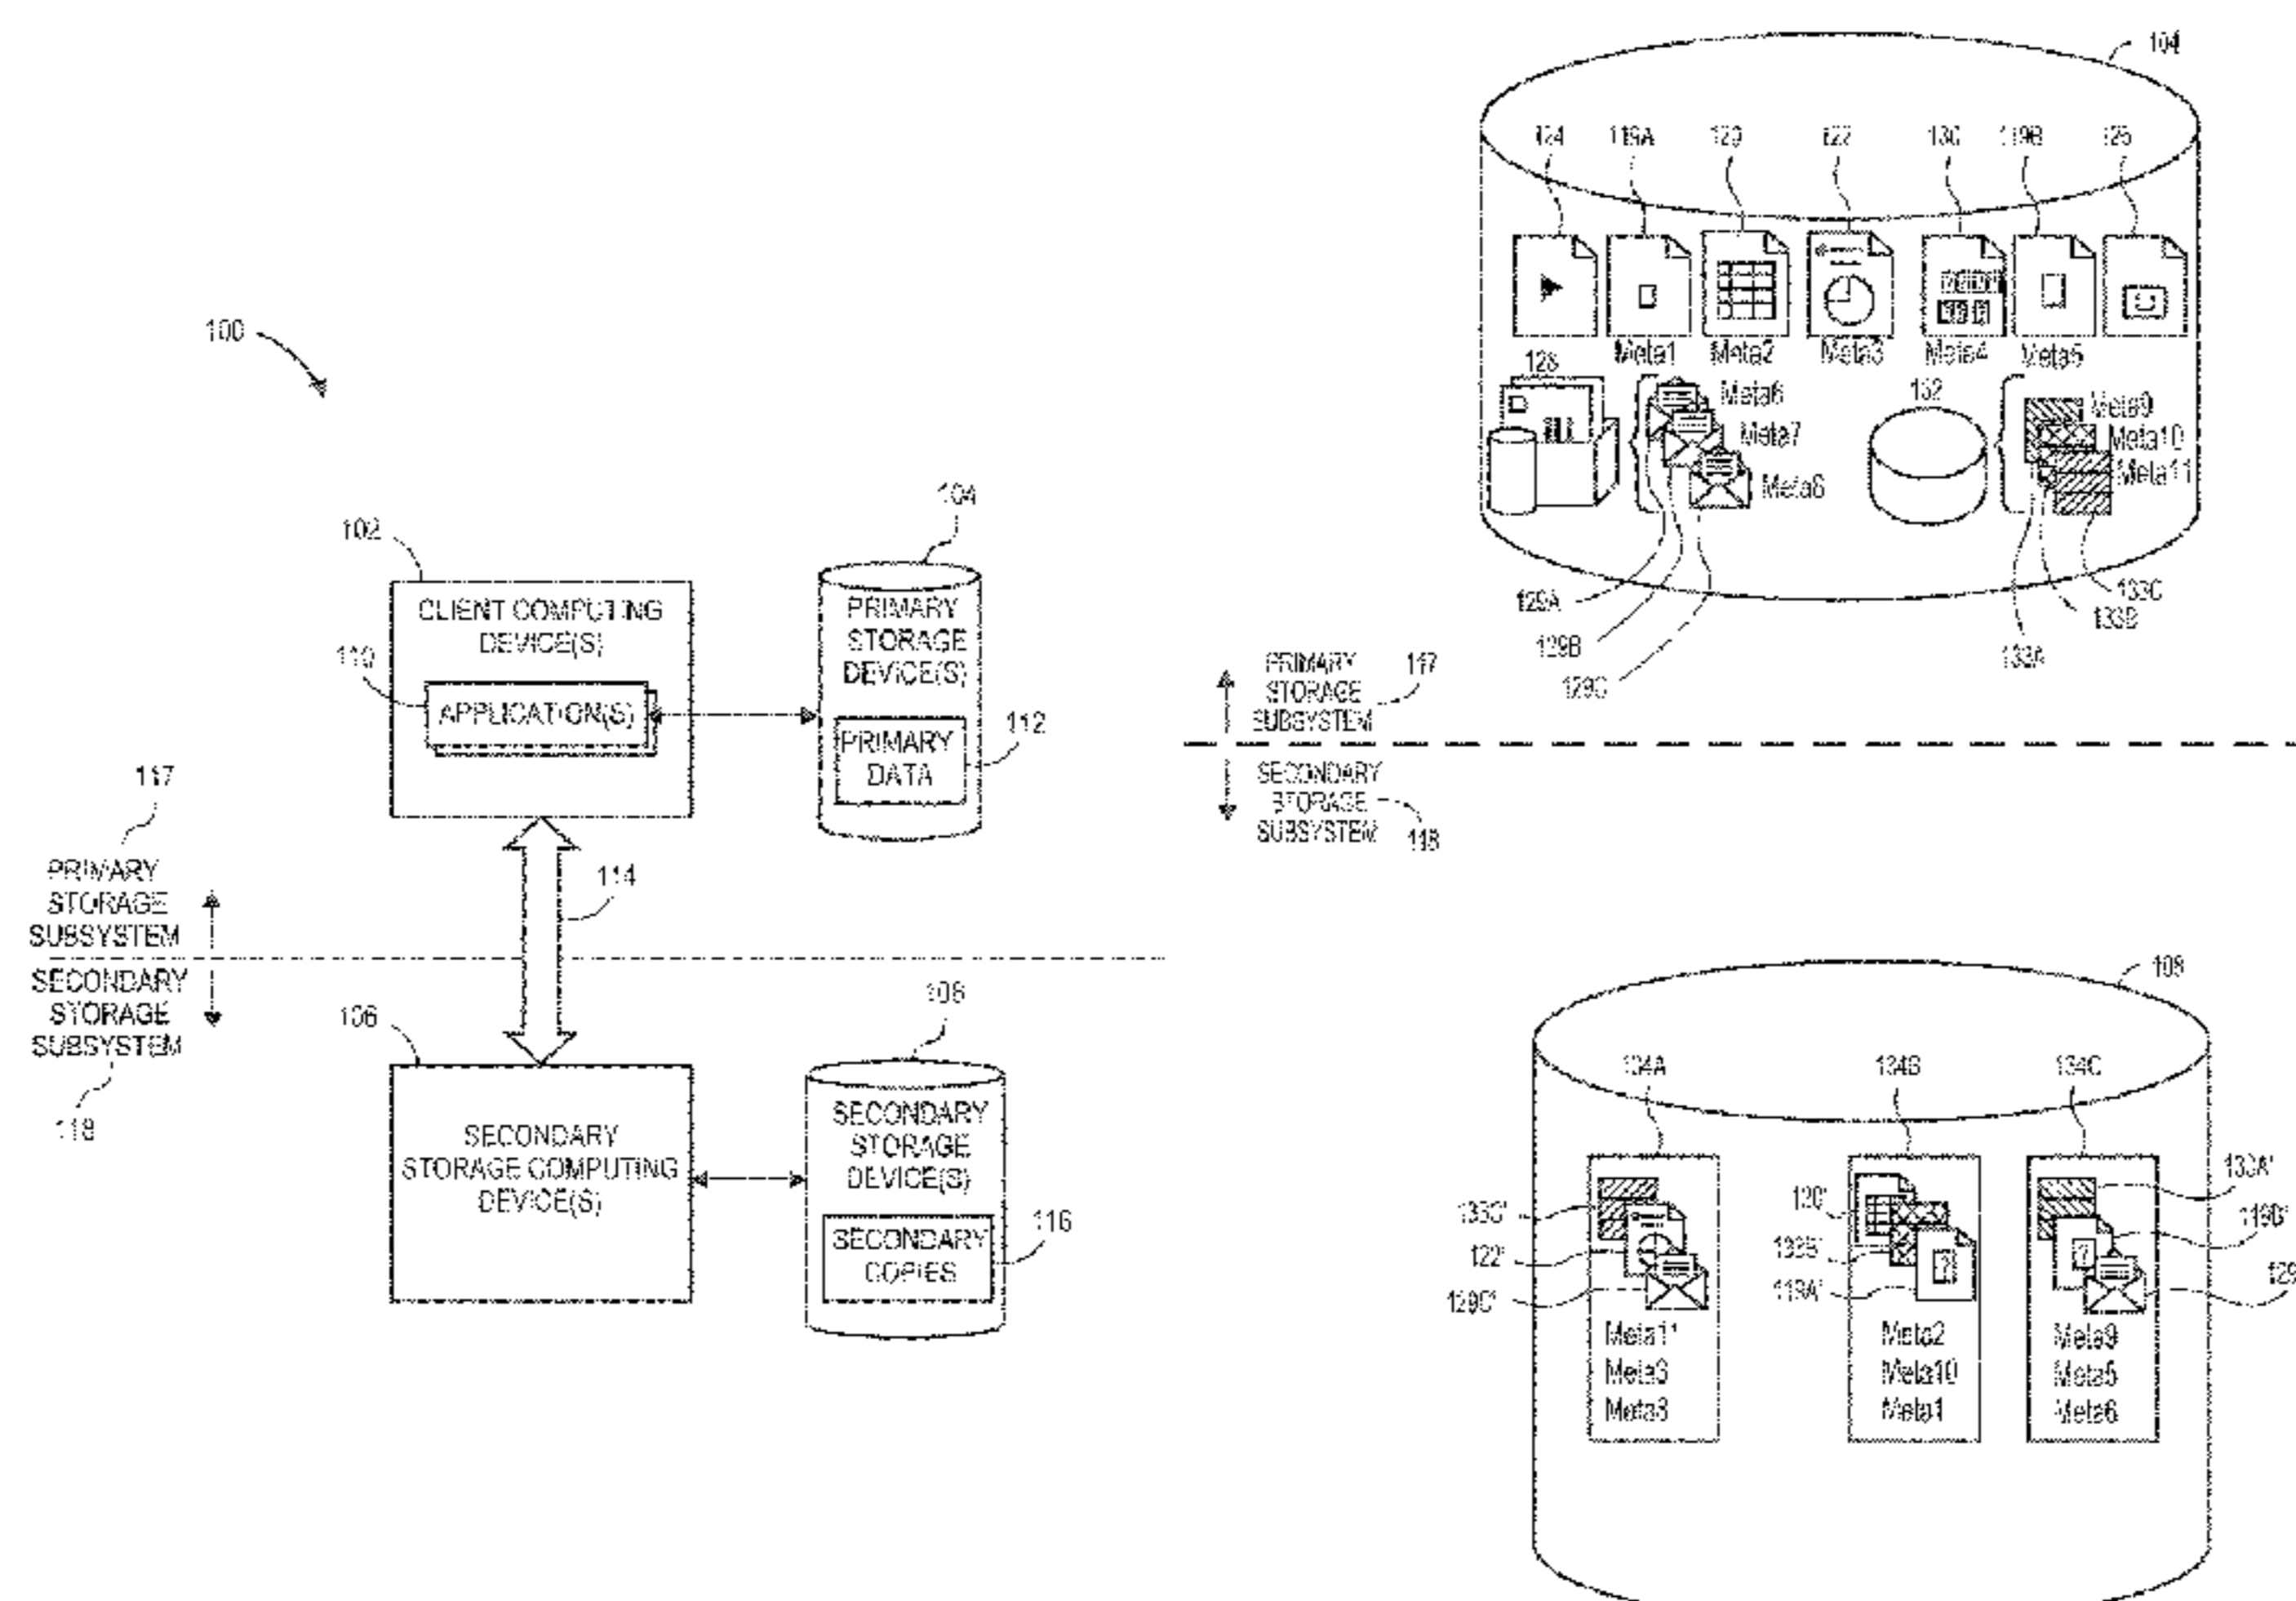 100
102
CLIENT COMPUTING
DEVICE(S)
110
APPLICATION(S)
104
PRIMARY
STORAGE
DEVICE(S)
PRIMARY
DATA
112
117
PRIMARY
STORAGE
SUBSYSTEM
114
SECONDARY
STORAGE
SUBSYSTEM
118
106
SECONDARY
STORAGE COMPUTING
DEVICE(S)
108
SECONDARY
STORAGE
DEVICE(S)
SECONDARY
COPIES
116
104
124 119A 120 122 130 119B 126
Meta1 Meta2 Meta3 Meta4 Meta5
128
Meta6
Meta7
Meta8
132
Meta9
Meta10
Meta11
129A
129B
129C
133A
133B
133C
PRIMARY
STORAGE
SUBSYSTEM
117
SECONDARY
STORAGE
SUBSYSTEM
118
108
134A 134B 134C
133C'
122'
129C'
Meta11
Meta3
Meta8
120'
133B'
119A'
Meta2
Meta10
Meta1
133A'
119B'
Meta9
Meta5
Meta6